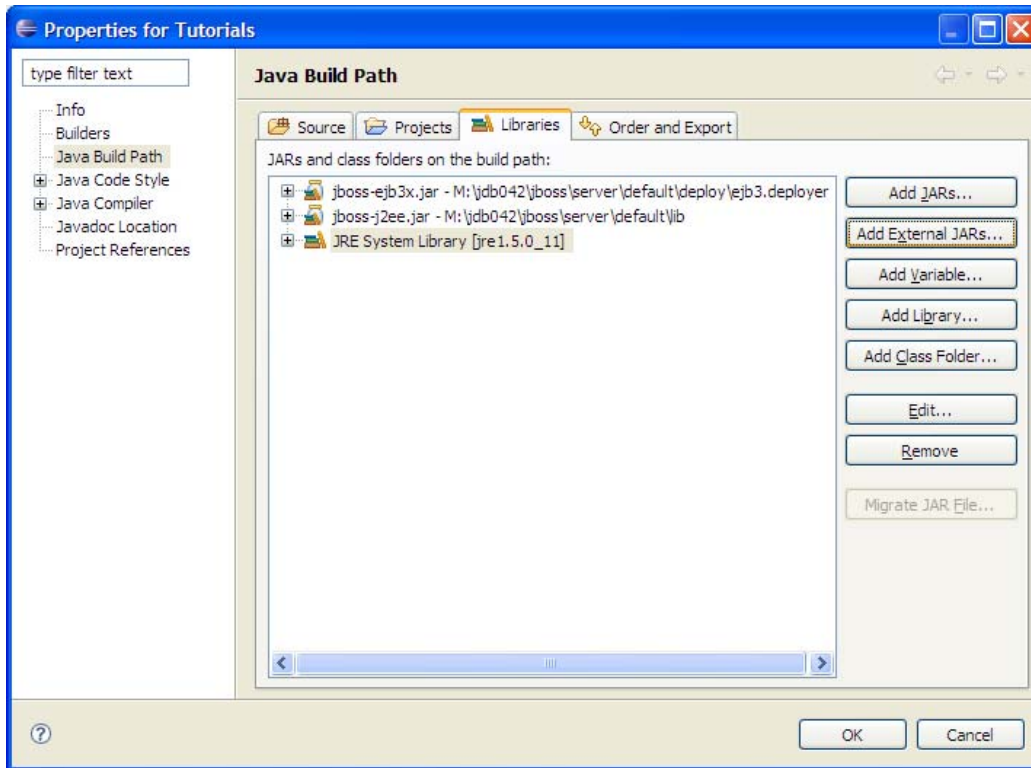 Properties for Tutorials
type filter text
Info
Builders
Java Build Path
Java Code Style
Java Compiler
Javadoc Location
Project References
Java Build Path
Source Projects Libraries Order and Export
JARs and class folders on the build path:
jboss-ejb3x.jar - M:\jdb042\jboss\server\default\deploy\ejb3.deployer
jboss-j2ee.jar - M:\jdb042\jboss\server\default\lib
JRE System Library [jre1.5.0_11]
Add JARs...
Add External JARs...
Add Variable...
Add Library...
Add Class Folder...
Edit...
Remove
Migrate JAR File...
OK Cancel